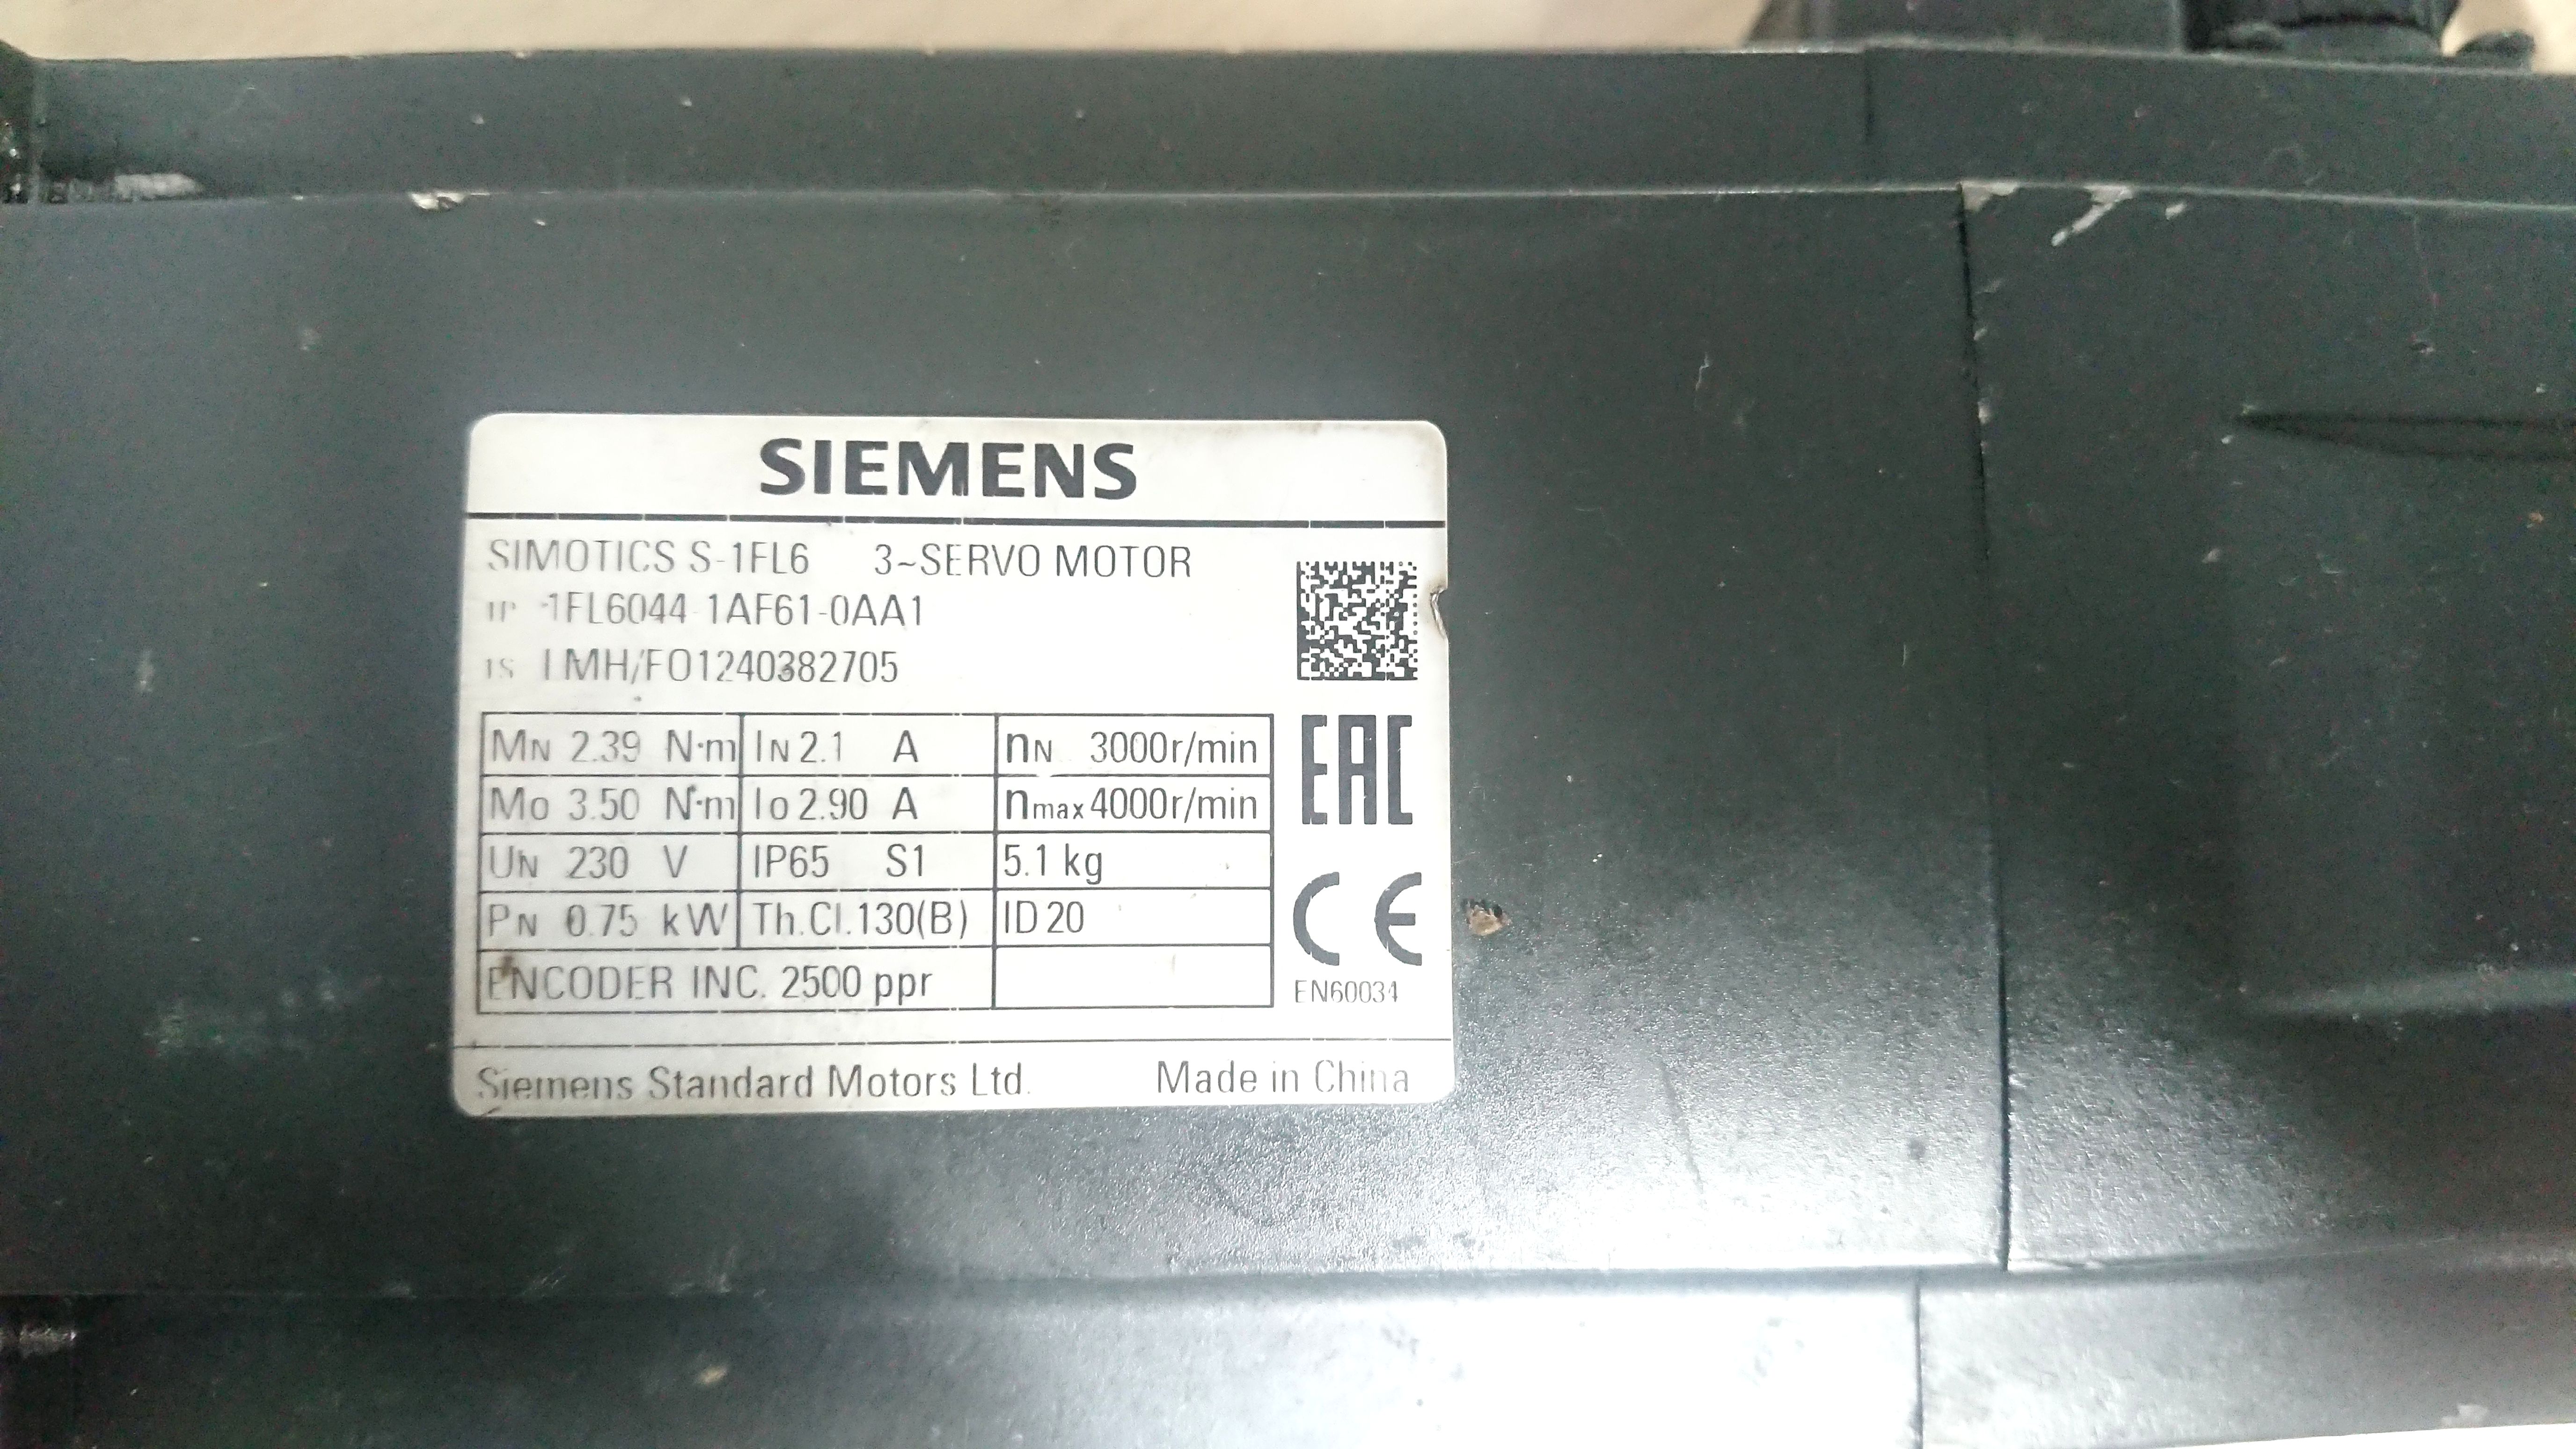 SIEMENS
SIMOTICS S-1FL6 3~SERVO MOTOR
1P 1FL6044-1AF61-0AA1
1S LMH/F01240382705
MN 2.39 N·m IN 2.1 A nN 3000r/min
Mo 3.50 N·m Io 2.90 A nmax 4000r/min
UN 230 V IP65 S1 5.1 kg
PN 0.75 kW Th.Cl.130(B) ID 20
ENCODER INC. 2500 ppr
EAC
CE
EN60034
Siemens Standard Motors Ltd. Made in China